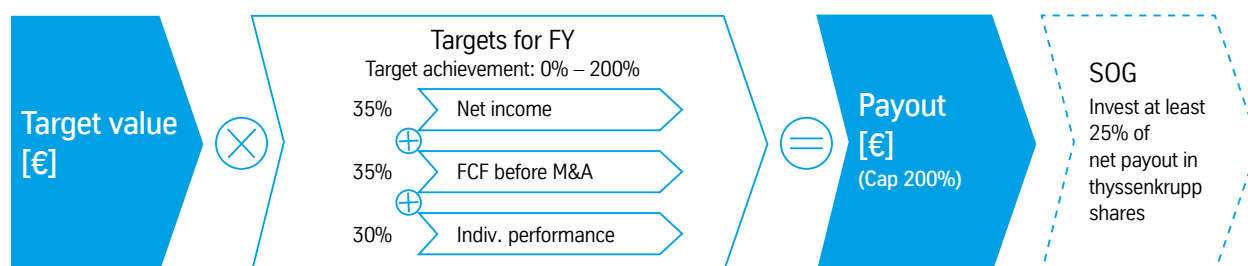 Target value
[€]
Targets for FY
Target achievement: 0% – 200%
35% Net income
35% FCF before M&A
30% Indiv. performance
Payout
[€]
(Cap 200%)
SOG
Invest at least
25% of
net payout in
thyssenkrupp
shares